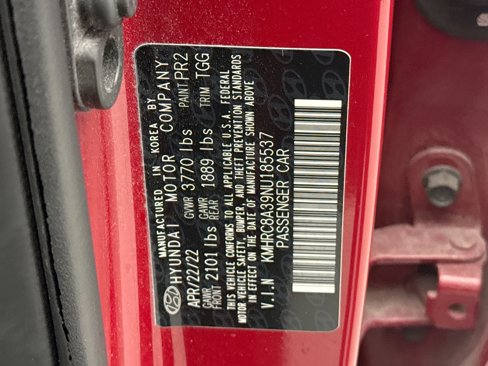 MANUFACTURED IN KOREA BY
HYUNDAI MOTOR COMPANY
APR/22/22 GVWR 3770 lbs PAINT PR2
GAWR FRONT 2101 lbs GAWR REAR 1889 lbs TRIM TGG
THIS VEHICLE CONFORMS TO ALL APPLICABLE U.S.A. FEDERAL
MOTOR VEHICLE SAFETY, BUMPER, AND THEFT PREVENTION STANDARDS
IN EFFECT ON THE DATE OF MANUFACTURE SHOWN ABOVE
V.I.N KMHRC8A39NU185537
PASSENGER CAR